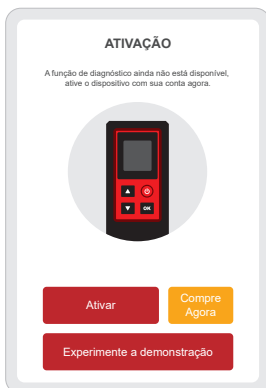 ATIVAÇÃO
A função de diagnóstico ainda não está disponível,
ative o dispositivo com sua conta agora.
OK
Ativar
Compre
Agora
Experimente a demonstração